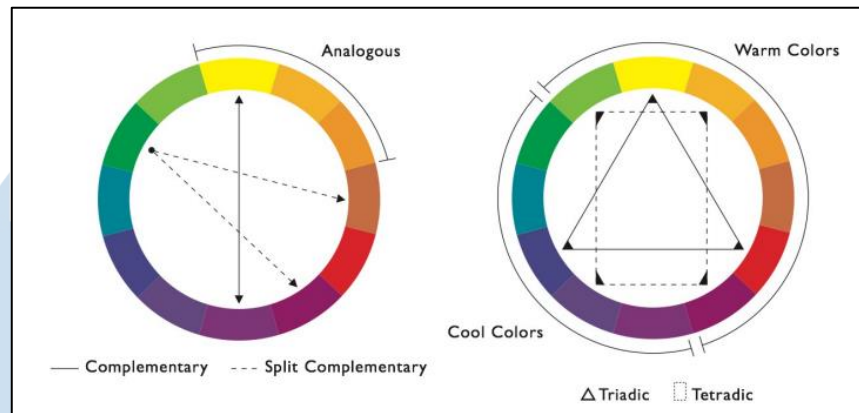 Analogous
Complementary
Split Complementary
Warm Colors
Cool Colors
Triadic
Tetradic